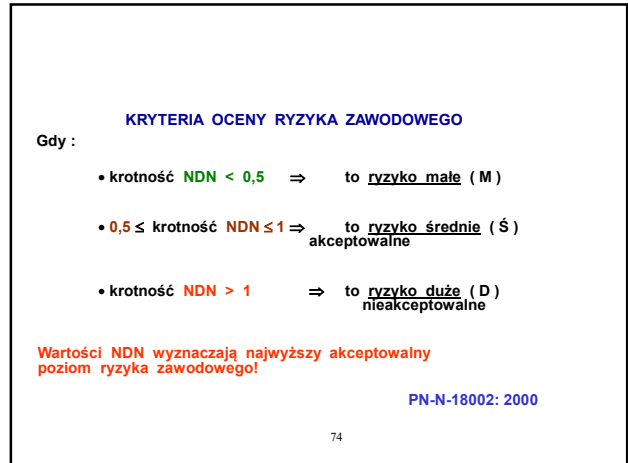 KRYTERIA OCENY RYZYKA ZAWODOWEGO
Gdy :
• krotność NDN < 0,5 ⇒ to ryzyko małe ( M )
• 0,5 ≤ krotność NDN ≤ 1 ⇒ to ryzyko średnie ( Ś )
akceptowalne
• krotność NDN > 1 ⇒ to ryzyko duże ( D )
nieakceptowalne
Wartości NDN wyznaczają najwyższy akceptowalny
poziom ryzyka zawodowego!
PN-N-18002: 2000
74